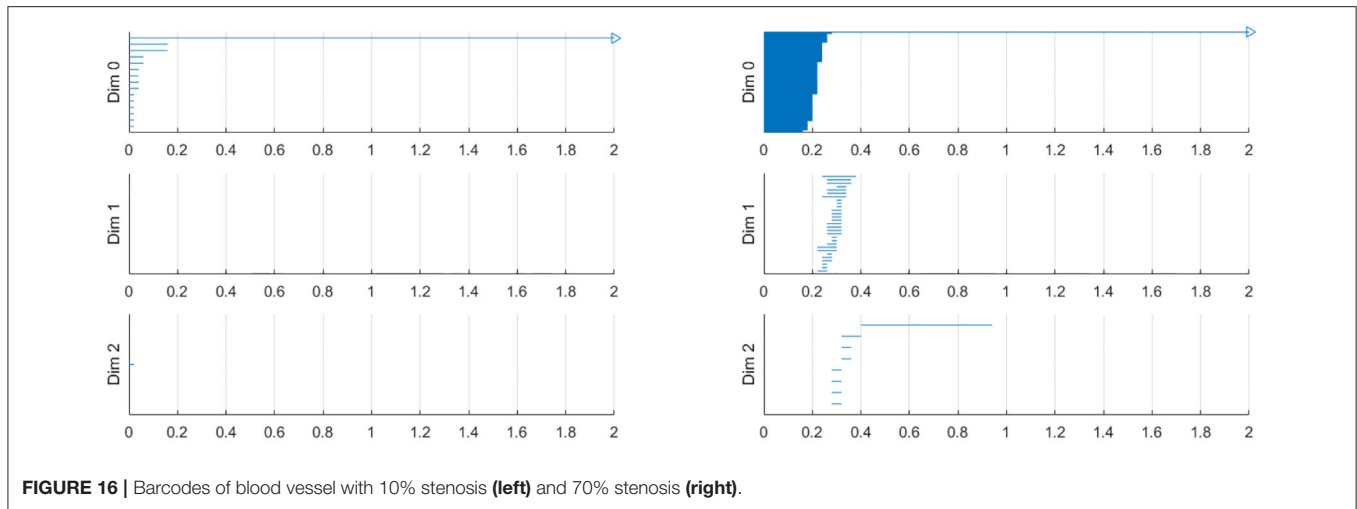 Dim 0
0 0.2 0.4 0.6 0.8 1 1.2 1.4 1.6 1.8 2
Dim 1
0 0.2 0.4 0.6 0.8 1 1.2 1.4 1.6 1.8 2
Dim 2
0 0.2 0.4 0.6 0.8 1 1.2 1.4 1.6 1.8 2
Dim 0
0 0.2 0.4 0.6 0.8 1 1.2 1.4 1.6 1.8 2
Dim 1
0 0.2 0.4 0.6 0.8 1 1.2 1.4 1.6 1.8 2
Dim 2
0 0.2 0.4 0.6 0.8 1 1.2 1.4 1.6 1.8 2
FIGURE 16 | Barcodes of blood vessel with 10% stenosis (left) and 70% stenosis (right).